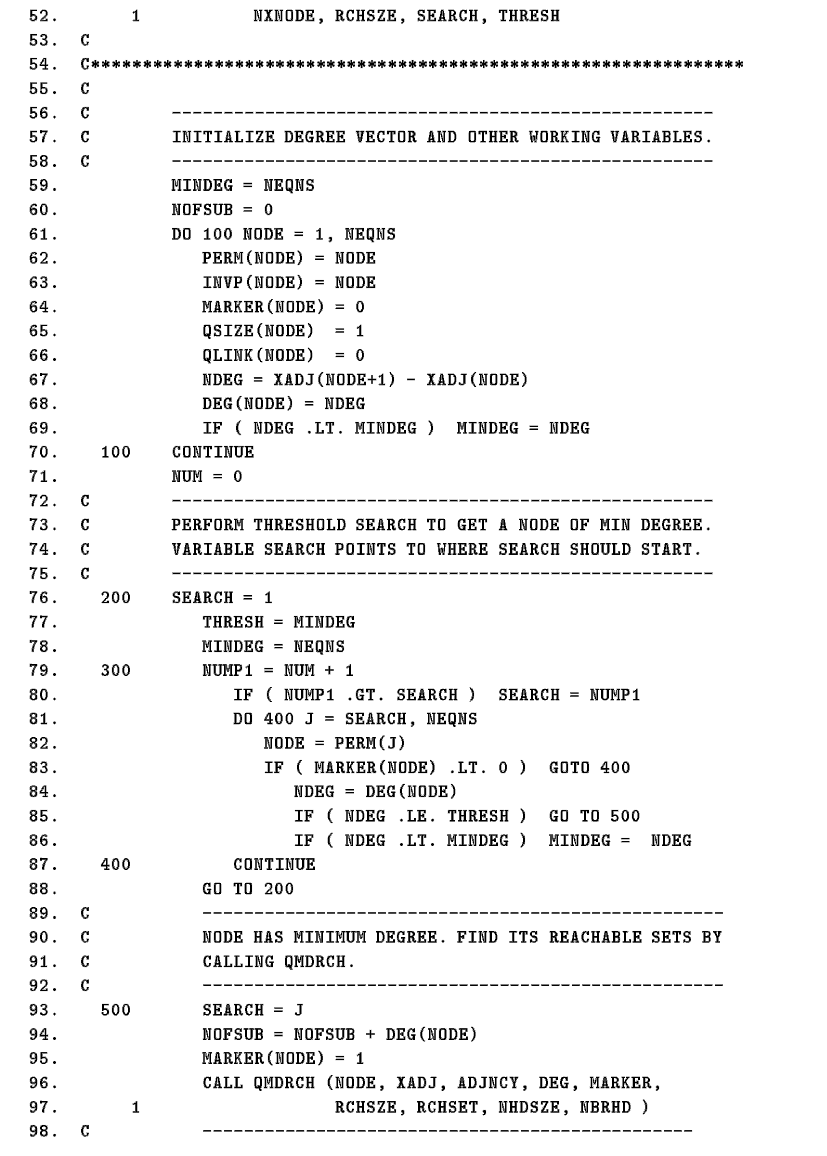 52.       1           NXNODE, RCHSZE, SEARCH, THRESH
53.  C
54.  C***************************************************************
55.  C
56.  C        ----------------------------------------------------
57.  C        INITIALIZE DEGREE VECTOR AND OTHER WORKING VARIABLES.
58.  C        ----------------------------------------------------
59.           MINDEG = NEQNS
60.           NOFSUB = 0
61.           DO 100 NODE = 1, NEQNS
62.              PERM(NODE) = NODE
63.              INVP(NODE) = NODE
64.              MARKER(NODE) = 0
65.              QSIZE(NODE)  = 1
66.              QLINK(NODE)  = 0
67.              NDEG = XADJ(NODE+1) - XADJ(NODE)
68.              DEG(NODE) = NDEG
69.              IF ( NDEG .LT. MINDEG )  MINDEG = NDEG
70.    100    CONTINUE
71.           NUM = 0
72.  C        ----------------------------------------------------
73.  C        PERFORM THRESHOLD SEARCH TO GET A NODE OF MIN DEGREE.
74.  C        VARIABLE SEARCH POINTS TO WHERE SEARCH SHOULD START.
75.  C        ----------------------------------------------------
76.    200    SEARCH = 1
77.              THRESH = MINDEG
78.              MINDEG = NEQNS
79.    300       NUMP1 = NUM + 1
80.                 IF ( NUMP1 .GT. SEARCH )  SEARCH = NUMP1
81.                 DO 400 J = SEARCH, NEQNS
82.                    NODE = PERM(J)
83.                    IF ( MARKER(NODE) .LT. 0 )  GOTO 400
84.                       NDEG = DEG(NODE)
85.                       IF ( NDEG .LE. THRESH )  GO TO 500
86.                       IF ( NDEG .LT. MINDEG )  MINDEG =  NDEG
87.    400          CONTINUE
88.              GO TO 200
89.  C           --------------------------------------------------
90.  C           NODE HAS MINIMUM DEGREE. FIND ITS REACHABLE SETS BY
91.  C           CALLING QMDRCH.
92.  C           --------------------------------------------------
93.    500       SEARCH = J
94.              NOFSUB = NOFSUB + DEG(NODE)
95.              MARKER(NODE) = 1
96.              CALL QMDRCH (NODE, XADJ, ADJNCY, DEG, MARKER,
97.       1                   RCHSZE, RCHSET, NHDSZE, NBRHD )
98.  C           -----------------------------------------------